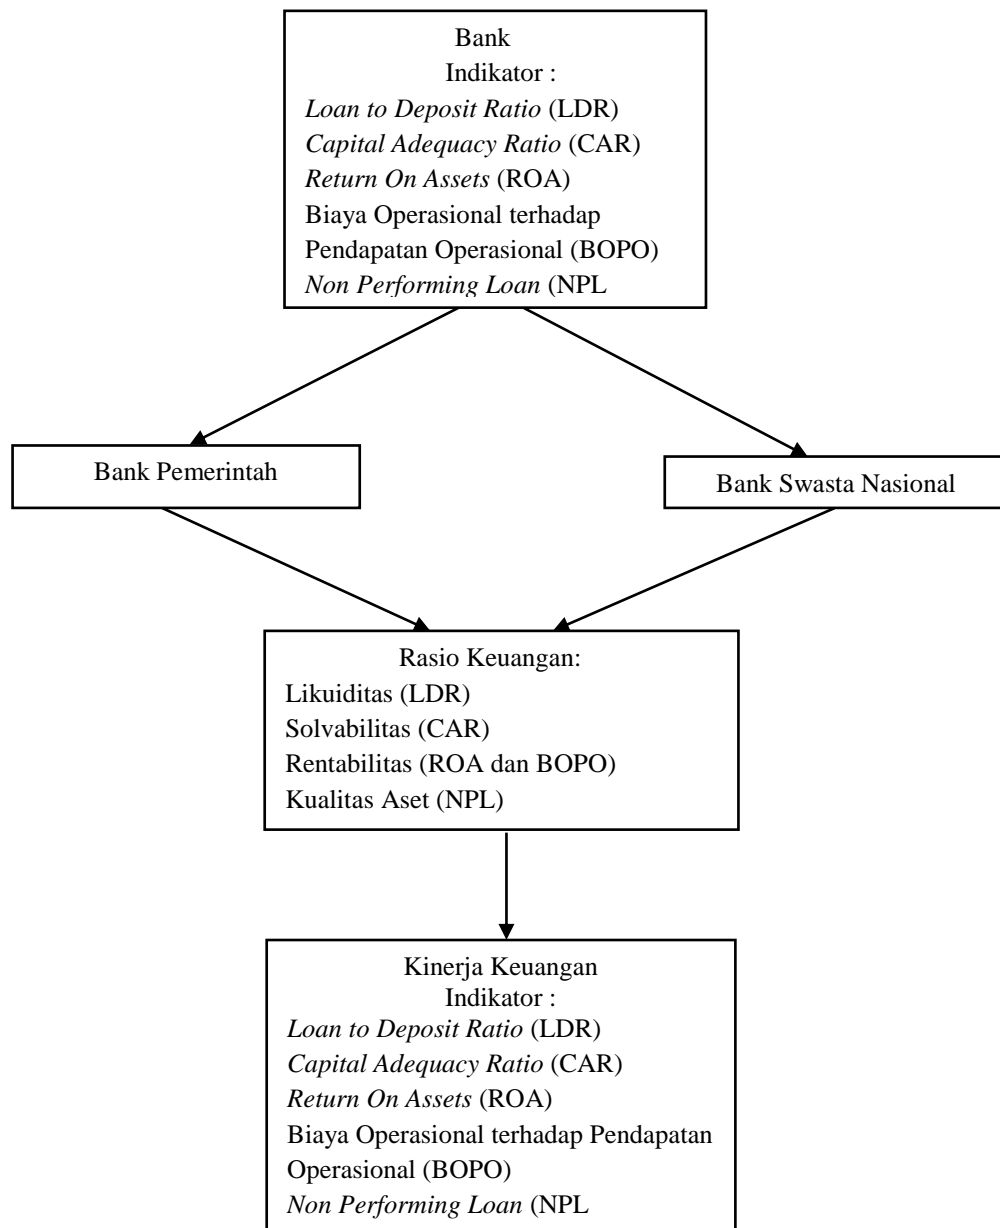 Bank
Indikator :
Loan to Deposit Ratio (LDR)
Capital Adequacy Ratio (CAR)
Return On Assets (ROA)
Biaya Operasional terhadap
Pendapatan Operasional (BOPO)
Non Performing Loan (NPL
Bank Pemerintah
Bank Swasta Nasional
Rasio Keuangan:
Likuiditas (LDR)
Solvabilitas (CAR)
Rentabilitas (ROA dan BOPO)
Kualitas Aset (NPL)
Kinerja Keuangan
Indikator :
Loan to Deposit Ratio (LDR)
Capital Adequacy Ratio (CAR)
Return On Assets (ROA)
Biaya Operasional terhadap Pendapatan
Operasional (BOPO)
Non Performing Loan (NPL